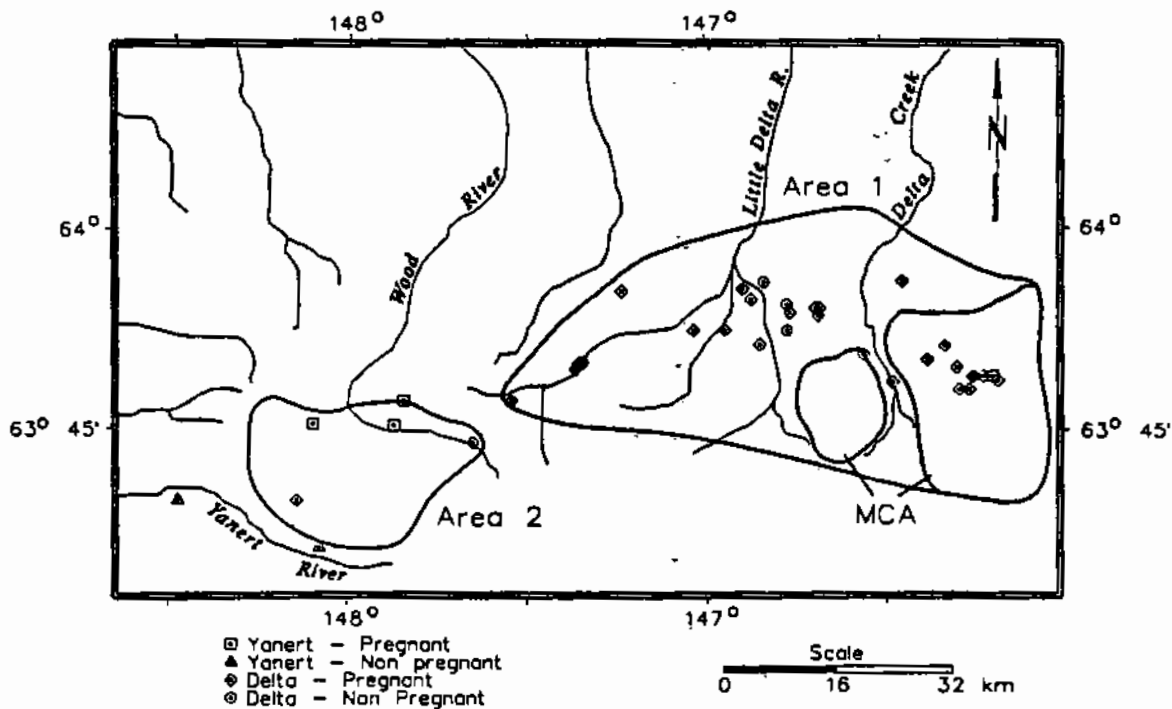 148° 147°
Little Delta R.
Creek
N
River
Area 1
Delta
64° 64°
Wood
63° 45' 63° 45'
Area 2
MCA
Yanert
River
148° 147°
Yanert - Pregnant
Yanert - Non pregnant
Delta - Pregnant
Delta - Non Pregnant
Scale
0 16 32 km